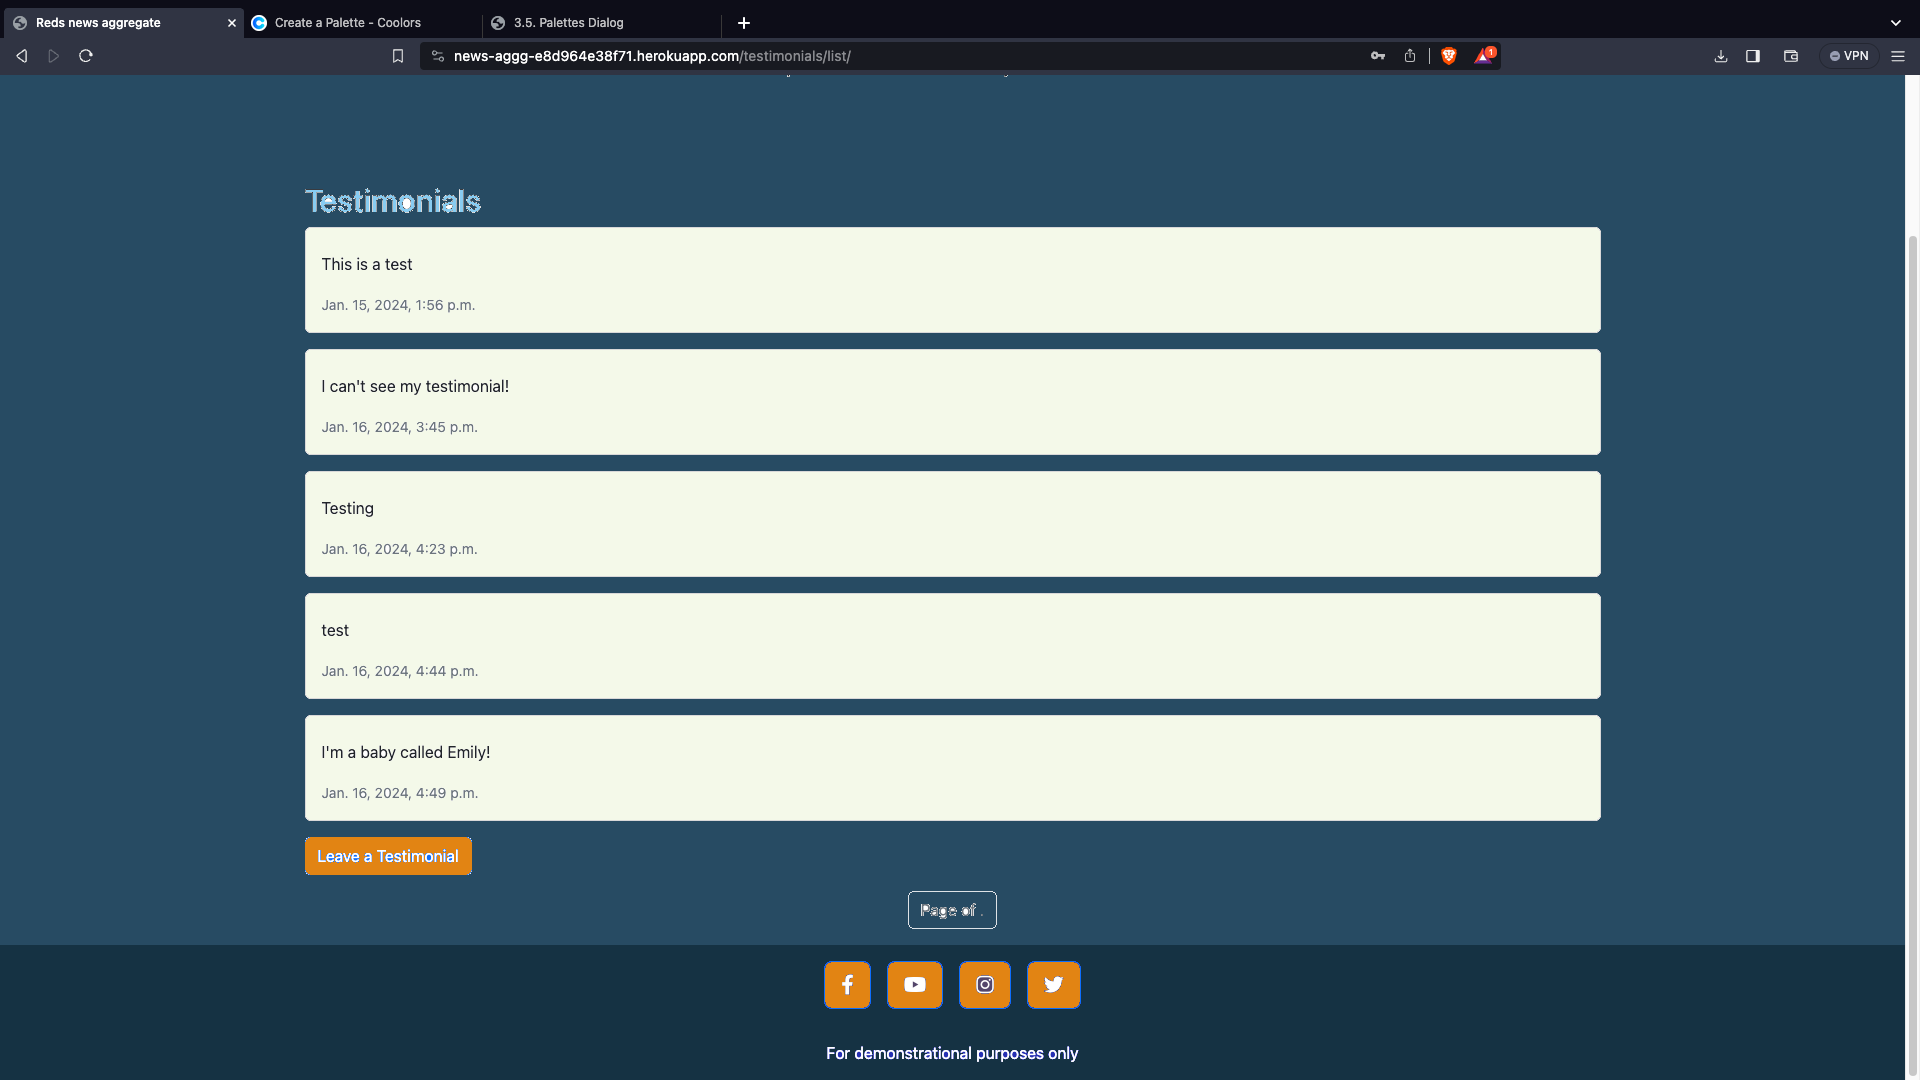 Reds news aggregate
Create a Palette - Coolors
3.5. Palettes Dialog
news-aggg-e8d964e38f71.herokuapp.com/testimonials/list/
1
VPN
Testimonials
This is a test
Jan. 15, 2024, 1:56 p.m.
I can't see my testimonial!
Jan. 16, 2024, 3:45 p.m.
Testing
Jan. 16, 2024, 4:23 p.m.
test
Jan. 16, 2024, 4:44 p.m.
I'm a baby called Emily!
Jan. 16, 2024, 4:49 p.m.
Leave a Testimonial
Page of .
For demonstrational purposes only